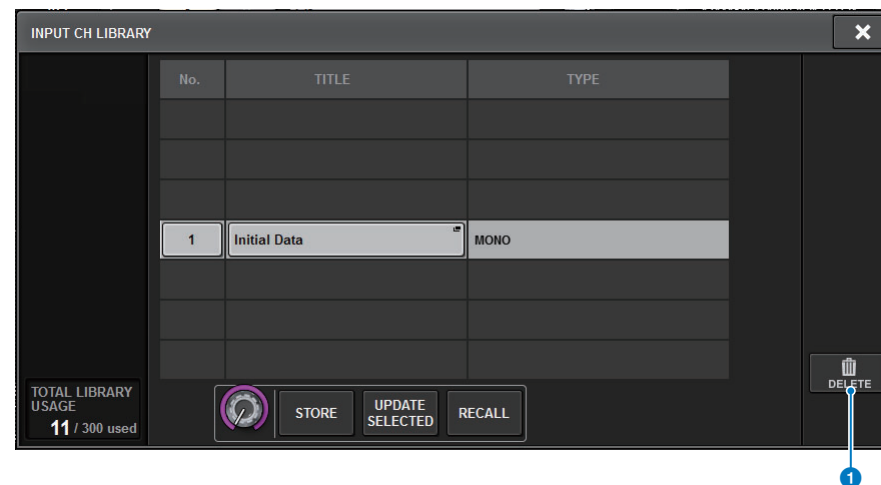 INPUT CH LIBRARY
No. TITLE TYPE
1 Initial Data MONO
DELETE
TOTAL LIBRARY
USAGE
11 / 300 used
STORE
UPDATE
SELECTED
RECALL
1